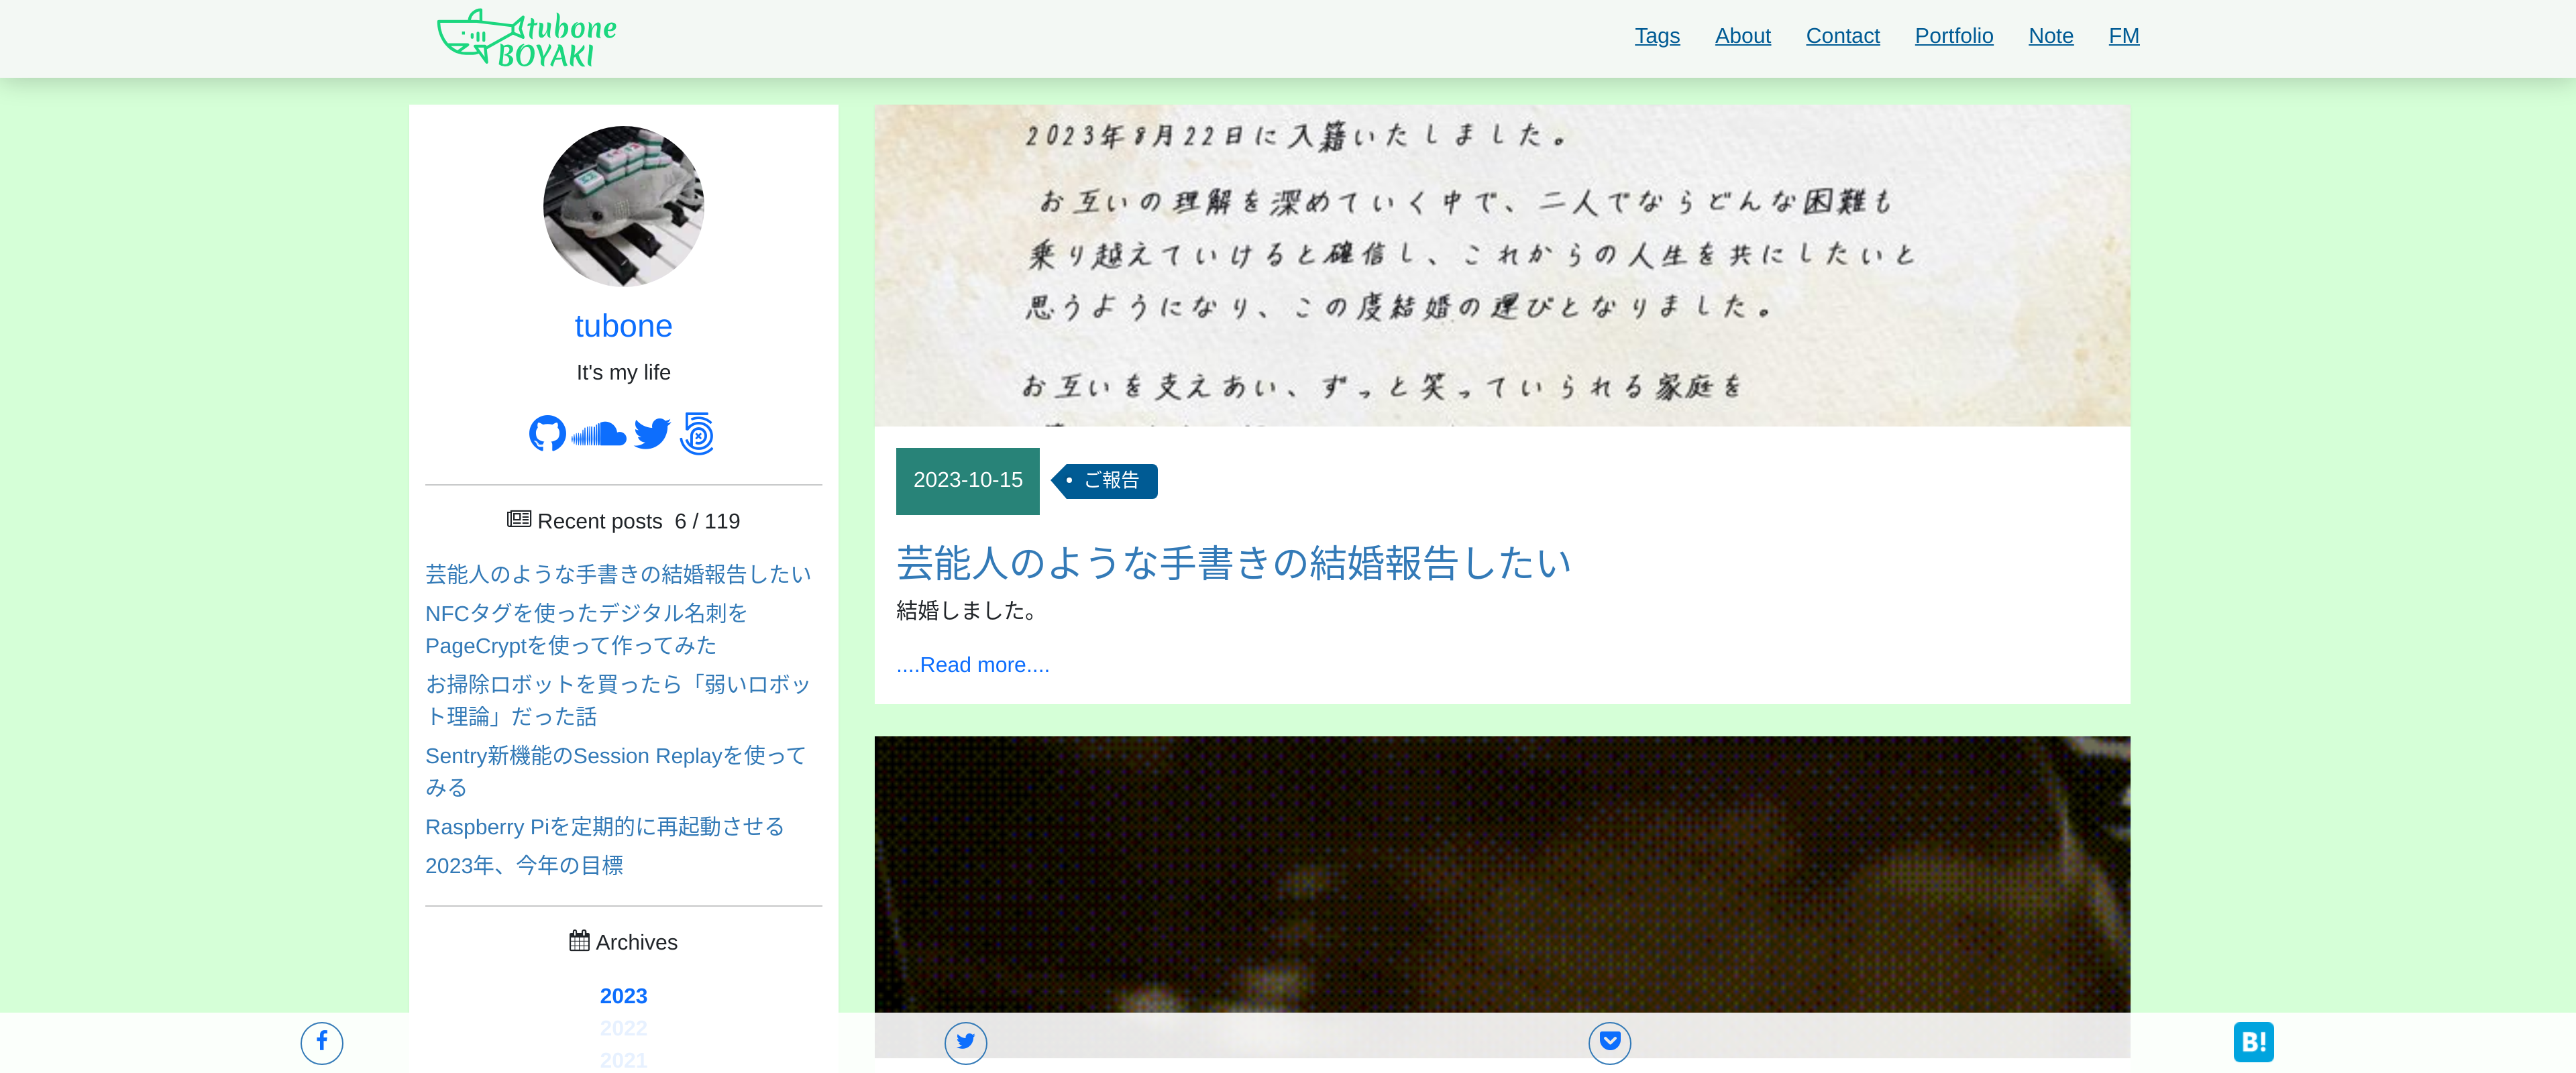 tubone
BOYAKI
Tags About Contact Portfolio Note FM
tubone
It's my life
Recent posts 6 / 119
芸能人のような手書きの結婚報告したい
NFCタグを使ったデジタル名刺を
PageCryptを使って作ってみた
お掃除ロボットを買ったら「弱いロボッ
ト理論」だった話
Sentry新機能のSession Replayを使って
みる
Raspberry Piを定期的に再起動させる
2023年、今年の目標
Archives
2023
2022
2021
2023年8月22日に入籍いたしました。
お互いの理解を深めていく中で、二人でならどんな困難も
乗り越えていけると確信し、これからの人生を共にしたいと
思うようになり、この度結婚の運びとなりました。
お互いを支えあい、ずっと笑っていられる家庭を
2023-10-15 ご報告
芸能人のような手書きの結婚報告したい
結婚しました。
....Read more....
B!